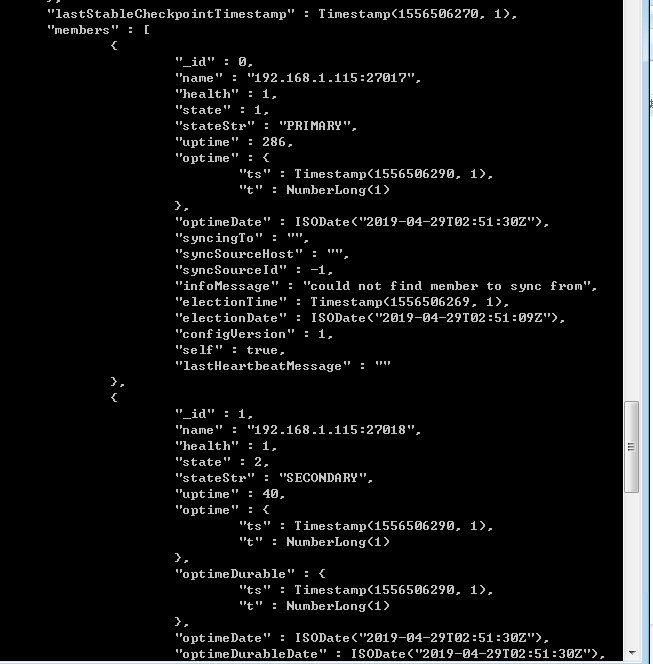 },
"lastStableCheckpointTimestamp" : Timestamp(1556506270, 1),
"members" : [
{
"_id" : 0,
"name" : "192.168.1.115:27017",
"health" : 1,
"state" : 1,
"stateStr" : "PRIMARY",
"uptime" : 286,
"optime" : {
"ts" : Timestamp(1556506290, 1),
"t" : NumberLong(1)
},
"optimeDate" : ISODate("2019-04-29T02:51:30Z"),
"syncingTo" : "",
"syncSourceHost" : "",
"syncSourceId" : -1,
"infoMessage" : "could not find member to sync from",
"electionTime" : Timestamp(1556506269, 1),
"electionDate" : ISODate("2019-04-29T02:51:09Z"),
"configVersion" : 1,
"self" : true,
"lastHeartbeatMessage" : ""
},
{
"_id" : 1,
"name" : "192.168.1.115:27018",
"health" : 1,
"state" : 2,
"stateStr" : "SECONDARY",
"uptime" : 40,
"optime" : {
"ts" : Timestamp(1556506290, 1),
"t" : NumberLong(1)
},
"optimeDurable" : {
"ts" : Timestamp(1556506290, 1),
"t" : NumberLong(1)
},
"optimeDate" : ISODate("2019-04-29T02:51:30Z"),
"optimeDurableDate" : ISODate("2019-04-29T02:51:30Z"),